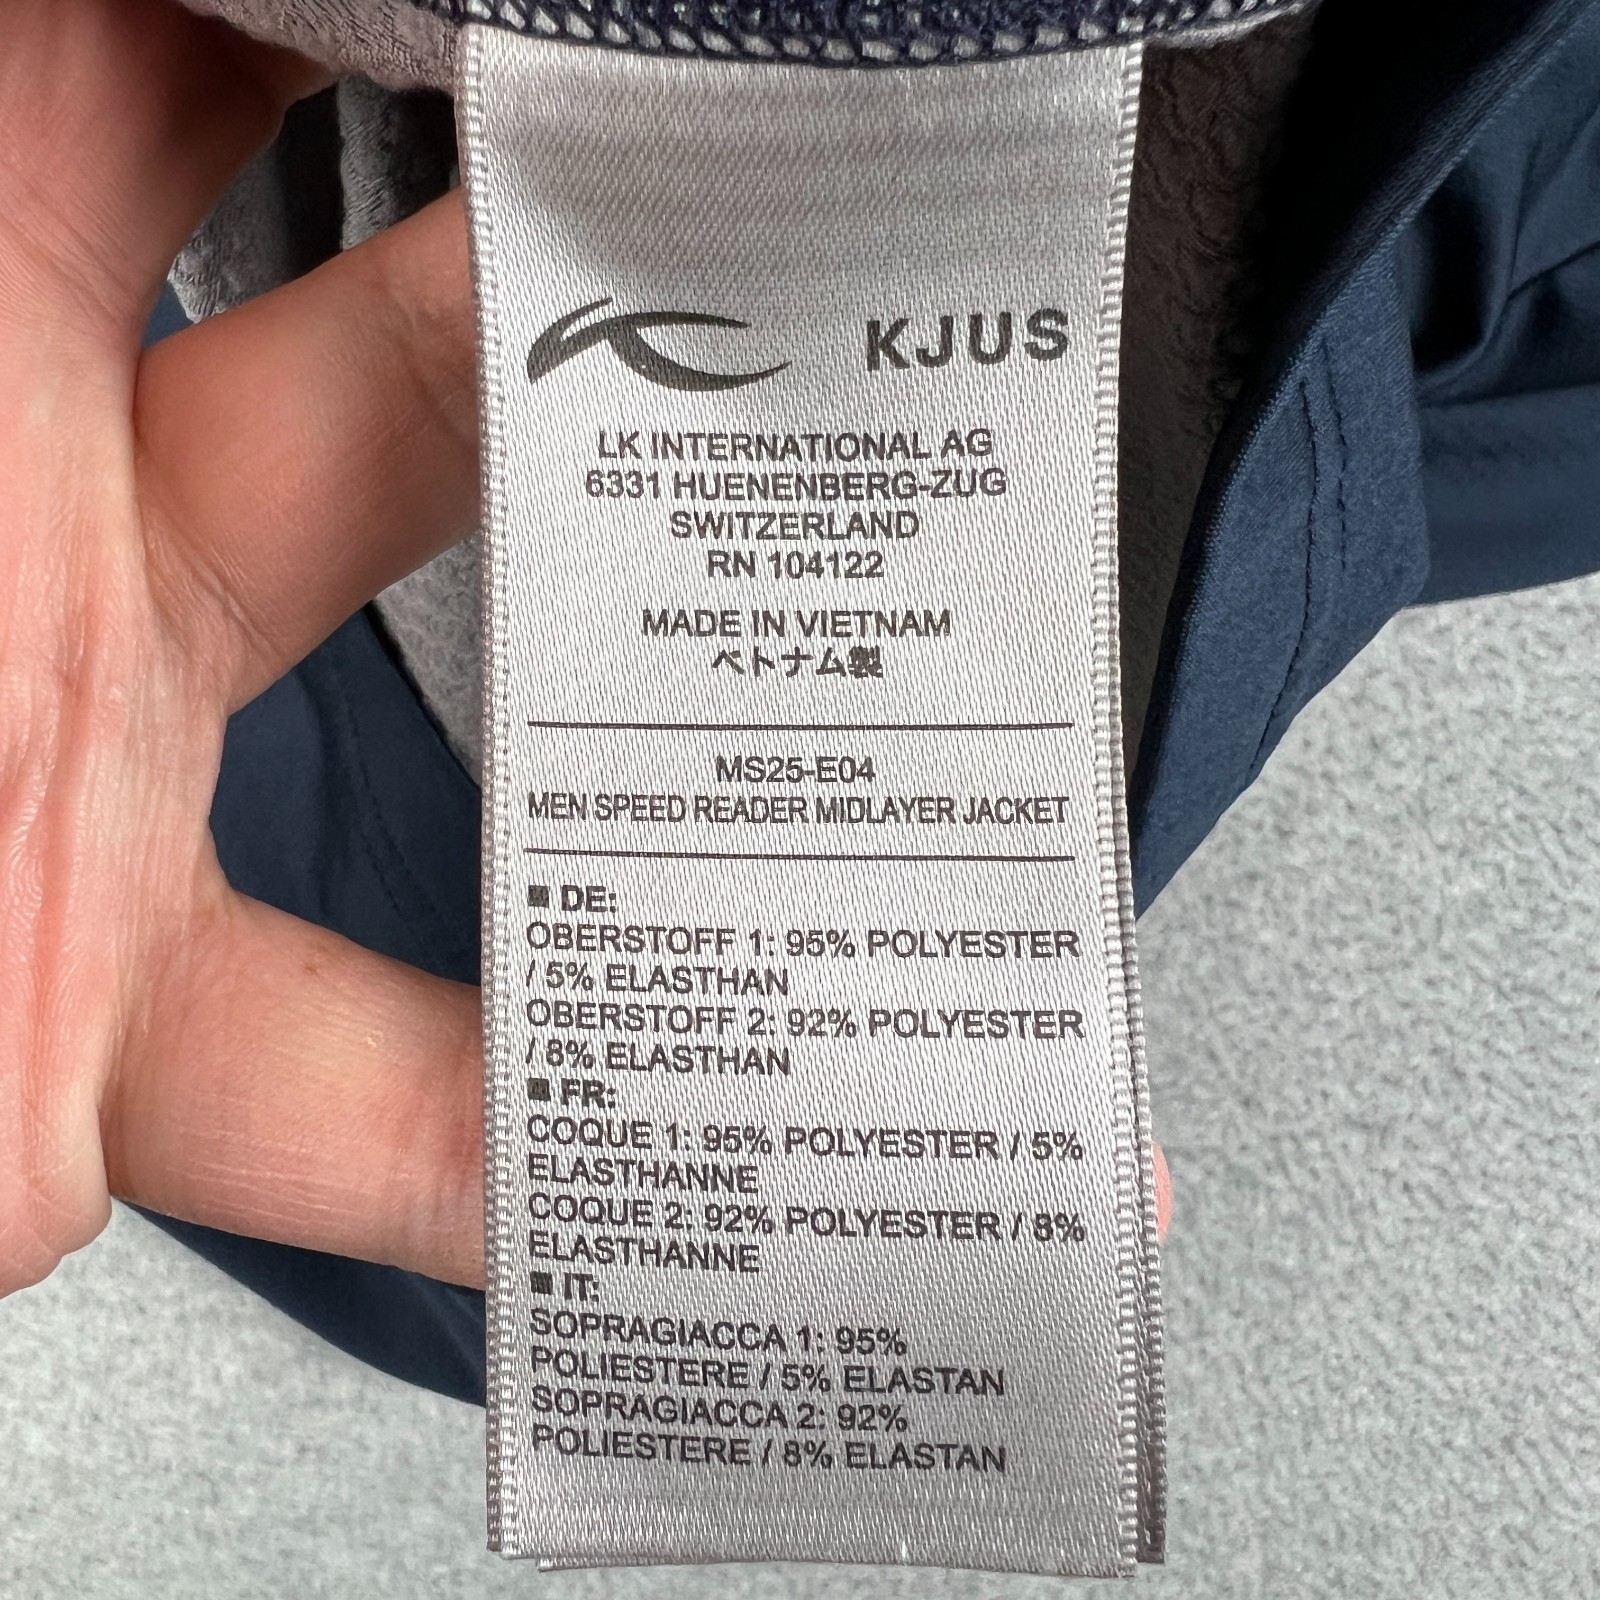 KJUS
LK INTERNATIONAL AG
6331 HUENENBERG-ZUG
SWITZERLAND
RN 104122
MADE IN VIETNAM
ベトナム製
MS25-E04
MEN SPEED READER MIDLAYER JACKET
DE:
OBERSTOFF 1: 95% POLYESTER
/ 5% ELASTHAN
OBERSTOFF 2: 92% POLYESTER
/ 8% ELASTHAN
FR:
COQUE 1: 95% POLYESTER / 5%
ELASTHANNE
COQUE 2: 92% POLYESTER / 8%
ELASTHANNE
IT:
SOPRAGIACCA 1: 95%
POLIESTERE / 5% ELASTAN
SOPRAGIACCA 2: 92%
POLIESTERE / 8% ELASTAN